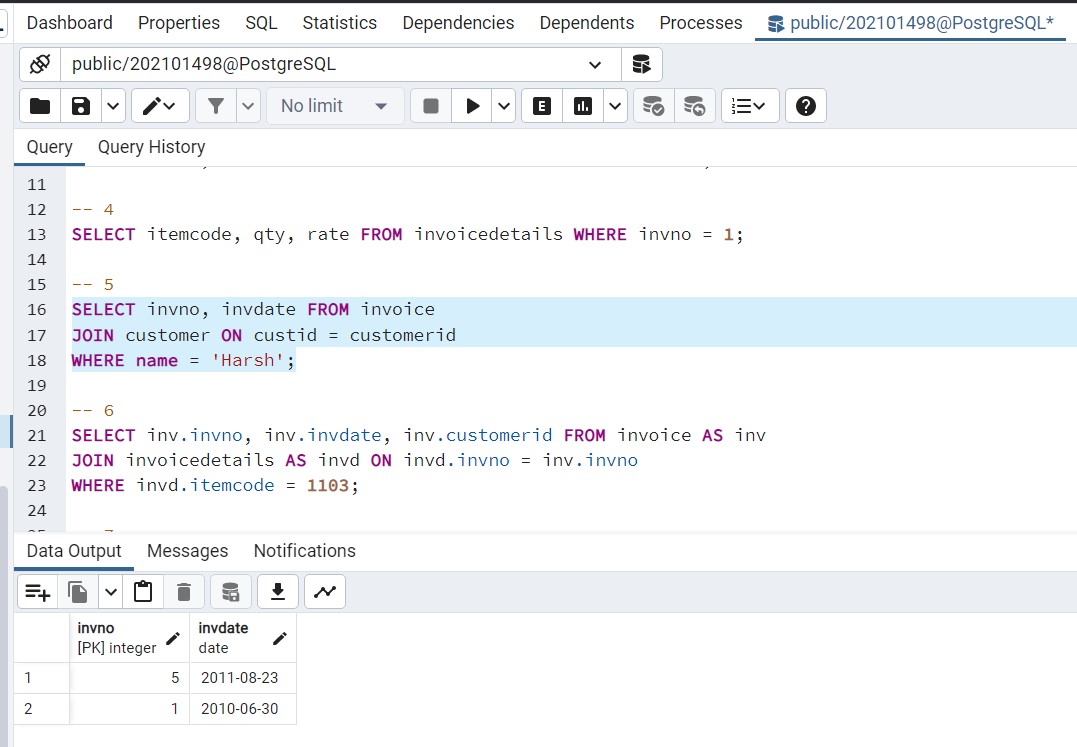 Dashboard Properties SQL Statistics Dependencies Dependents Processes public/202101498@PostgreSQL*
public/202101498@PostgreSQL
No limit E
Query Query History
11
12 -- 4
13 SELECT itemcode, qty, rate FROM invoicedetails WHERE invno = 1;
14
15 -- 5
16 SELECT invno, invdate FROM invoice
17 JOIN customer ON custid = customerid
18 WHERE name = 'Harsh';
19
20 -- 6
21 SELECT inv.invno, inv.invdate, inv.customerid FROM invoice AS inv
22 JOIN invoicedetails AS invd ON invd.invno = inv.invno
23 WHERE invd.itemcode = 1103;
24
Data Output Messages Notifications
invno invdate
[PK] integer date
1 5 2011-08-23
2 1 2010-06-30